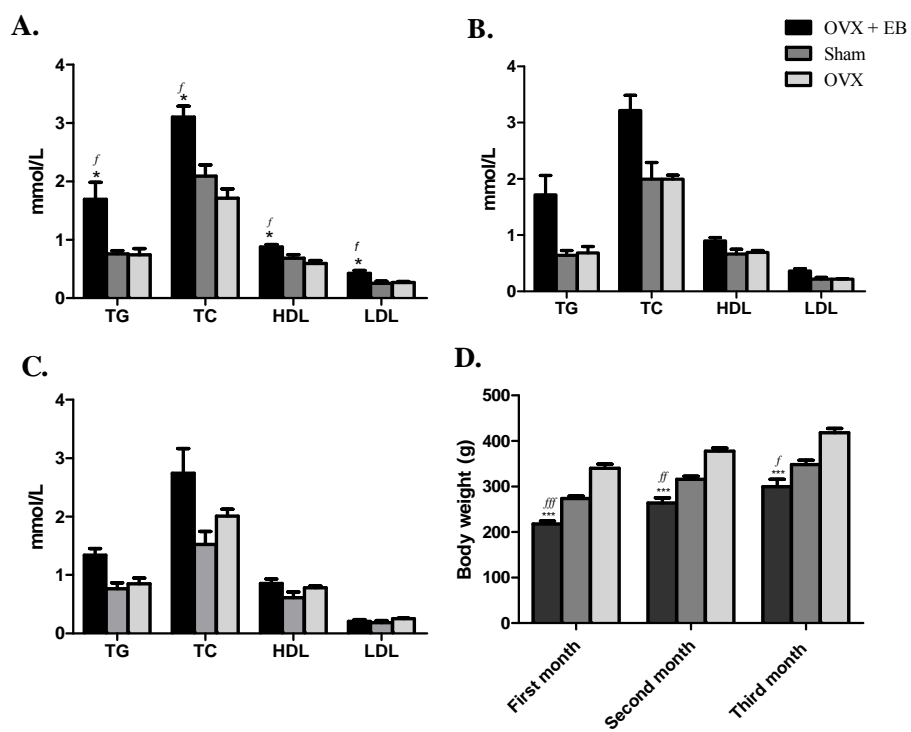 A.
4
3
2
1
0
mmol/L
f
*
f
*
f
*
f
*
TG TC HDL LDL
B.
OVX + EB
Sham
OVX
4
3
2
1
0
mmol/L
TG TC HDL LDL
C.
4
3
2
1
0
mmol/L
TG TC HDL LDL
D.
500
400
300
200
100
0
Body weight (g)
fff
***
ff
***
f
***
First month
Second month
Third month